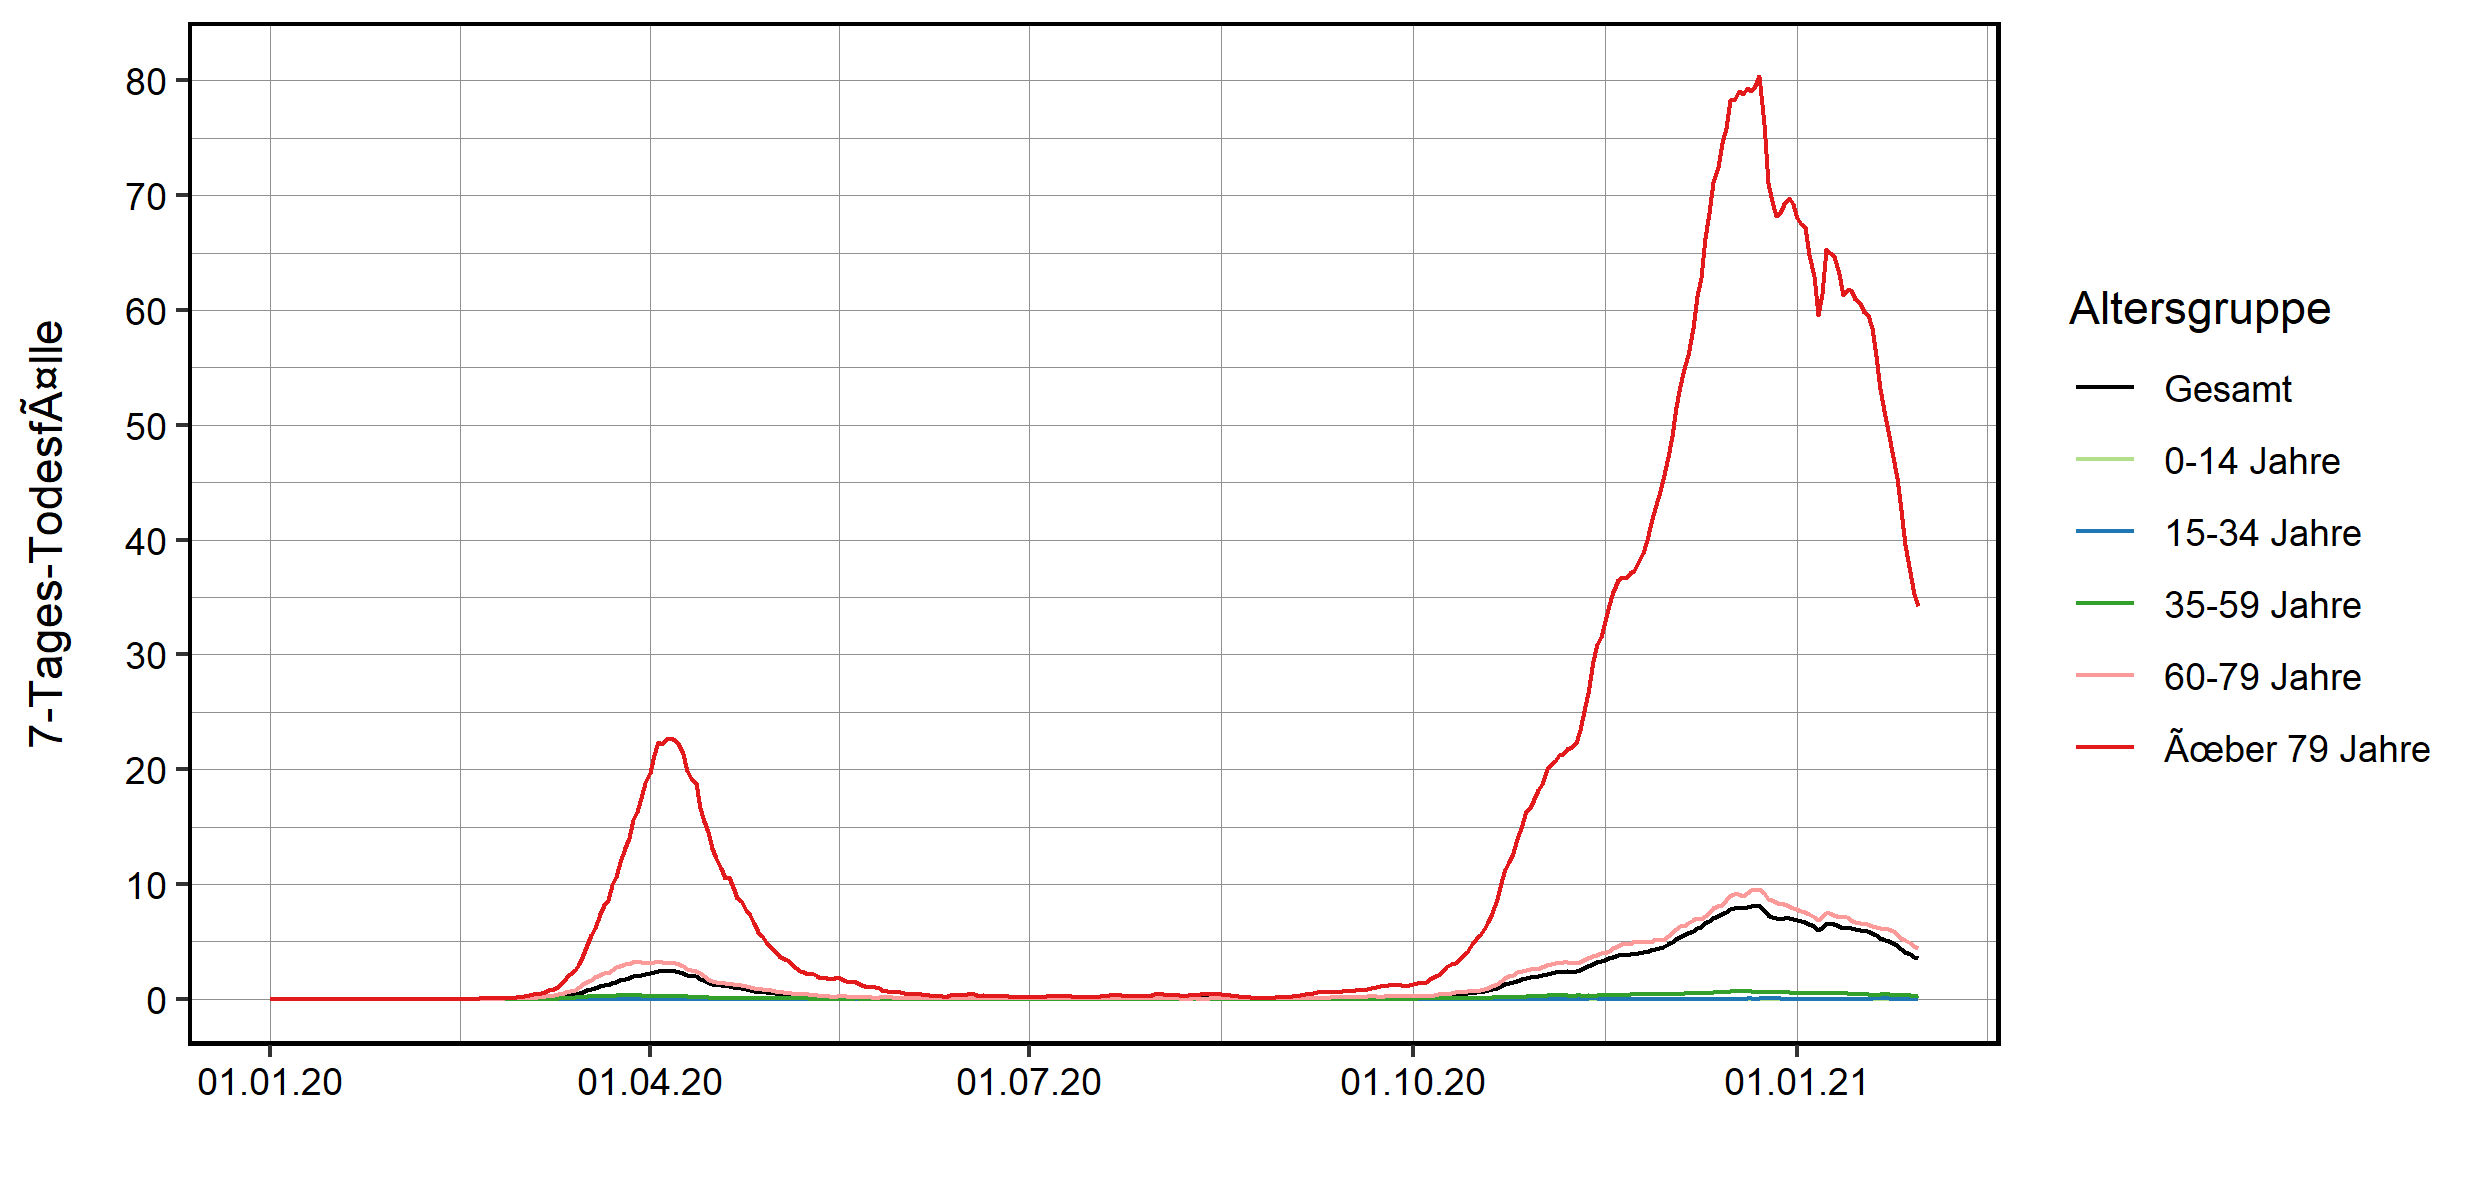 7-Tages-TodesfÃ¤lle
80
70
60
50
40
30
20
10
0
01.01.20
01.04.20
01.07.20
01.10.20
01.01.21
Altersgruppe
Gesamt
0-14 Jahre
15-34 Jahre
35-59 Jahre
60-79 Jahre
Ãœber 79 Jahre